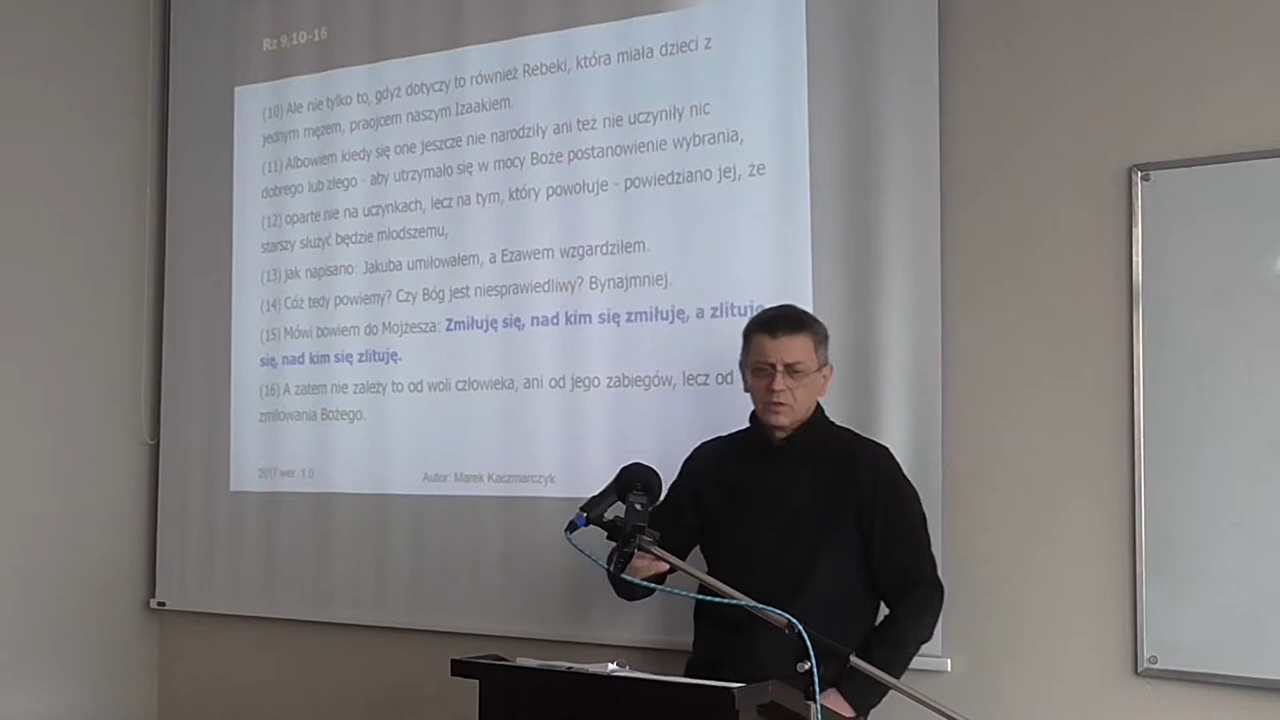 Rz 9,10-16
(10) Ale nie tylko to, gdyż dotyczy to również Rebeki, która miała dzieci z
jednym mężem, praojcem naszym Izaakiem.
(11) Albowiem kiedy się one jeszcze nie narodziły ani też nie uczyniły nic
dobrego lub złego - aby utrzymało się w mocy Boże postanowienie wybrania,
(12) oparte nie na uczynkach, lecz na tym, który powołuje - powiedziano jej, że
starszy służyć będzie młodszemu,
(13) jak napisano: Jakuba umiłowałem, a Ezawem wzgardziłem.
(14) Cóż tedy powiemy? Czy Bóg jest niesprawiedliwy? Bynajmniej.
(15) Mówi bowiem do Mojżesza: Zmiłuję się, nad kim się zmiłuję, a zlituję
się, nad kim się zlituję.
(16) A zatem nie zależy to od woli człowieka, ani od jego zabiegów, lecz od
zmiłowania Bożego.
2017 wer. 1.0
Autor: Marek Kaczmarczyk